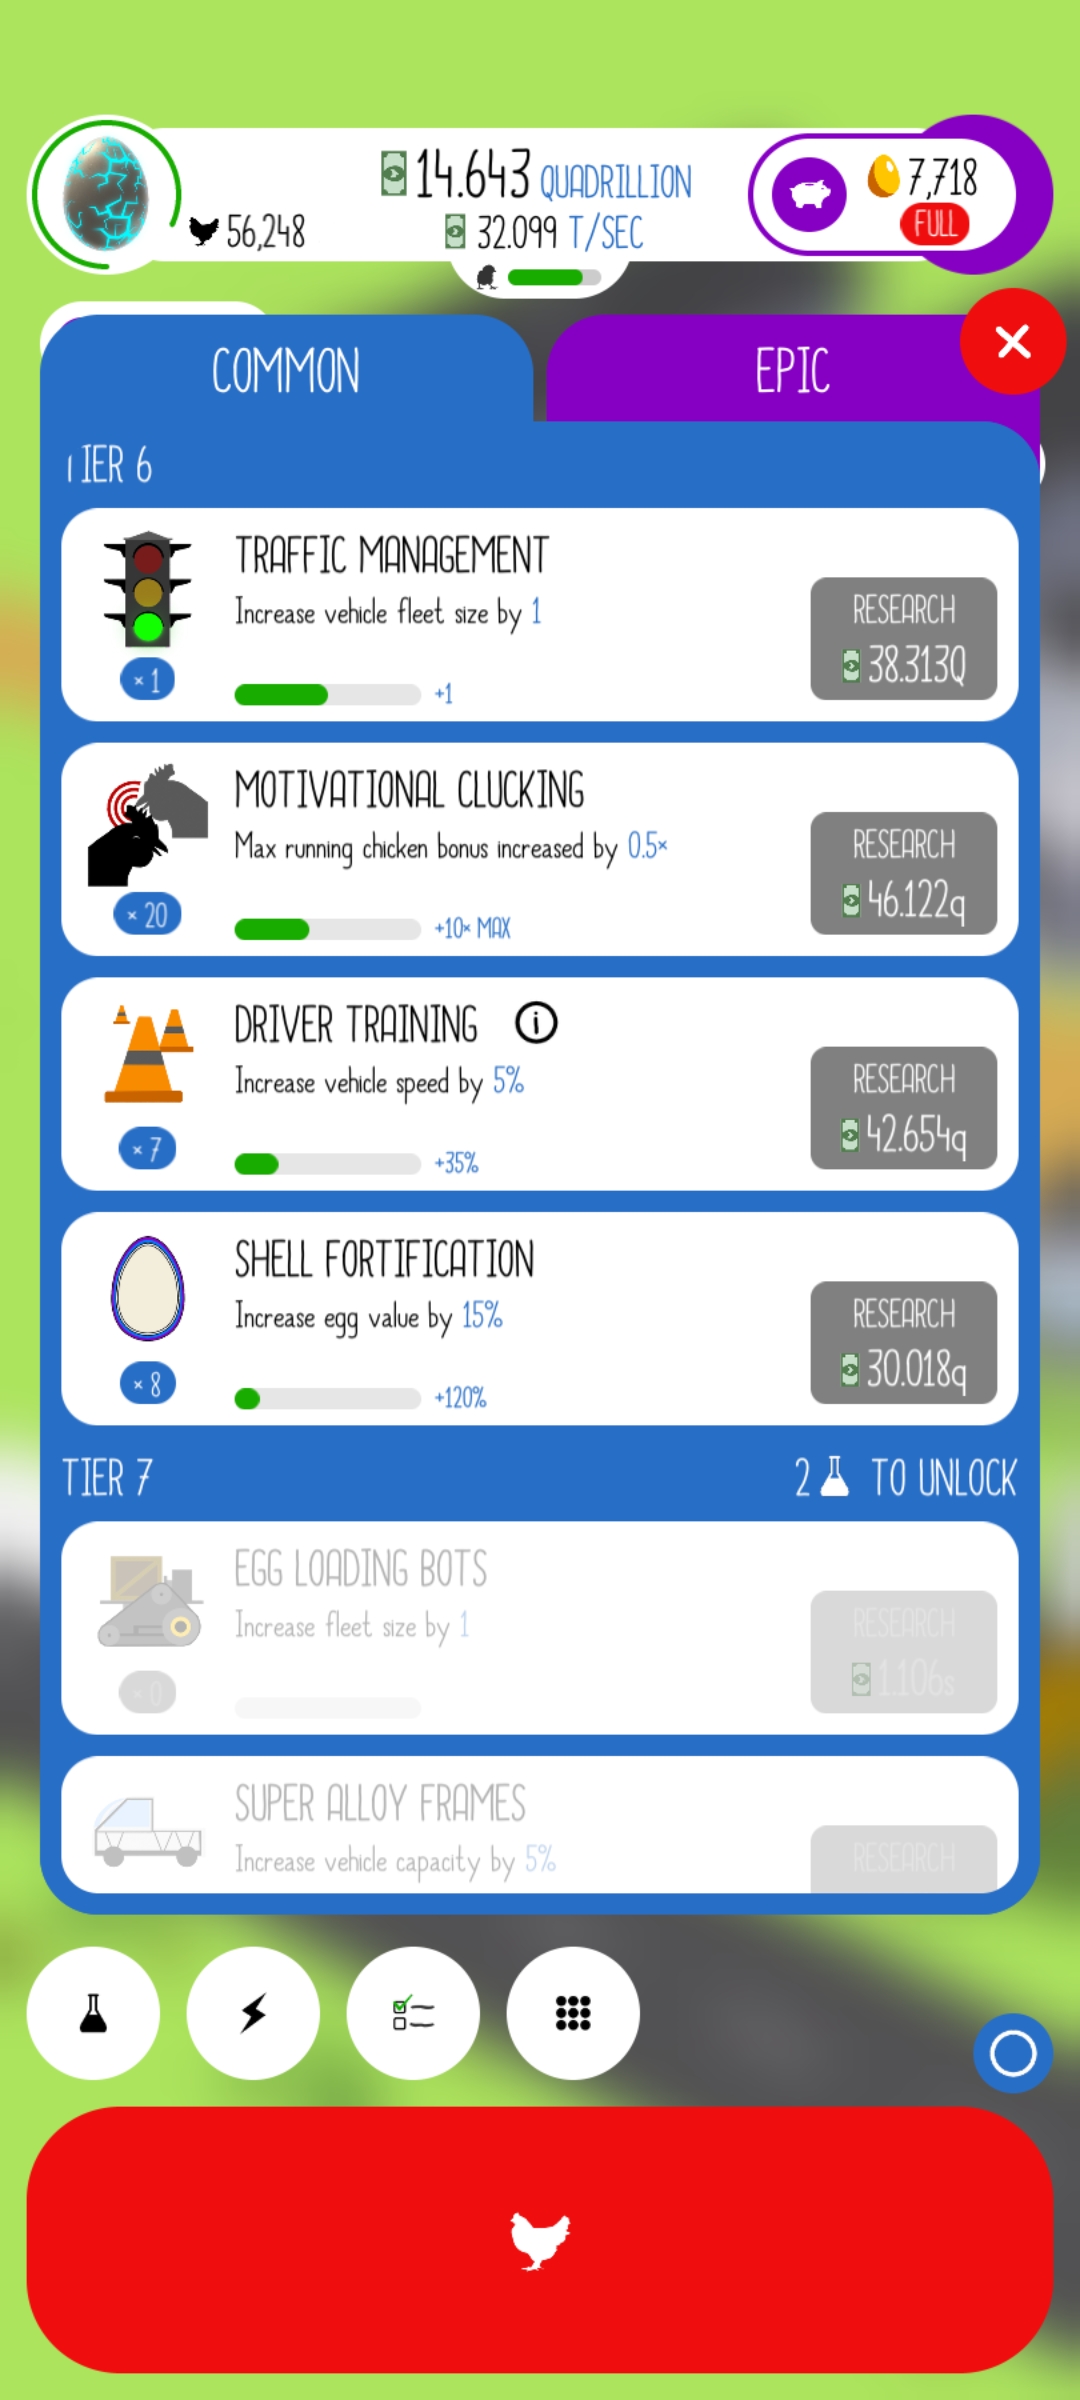 14.643 QUADRILLION
56,248
32.099 T/SEC
7,718
FULL
COMMON
EPIC
TIER 6
TRAFFIC MANAGEMENT
Increase vehicle fleet size by 1
RESEARCH
38.313Q
× 1
+1
MOTIVATIONAL CLUCKING
Max running chicken bonus increased by 0.5×
RESEARCH
46.122q
× 20
+10× MAX
DRIVER TRAINING i
Increase vehicle speed by 5%
RESEARCH
42.654q
× 7
+35%
SHELL FORTIFICATION
Increase egg value by 15%
RESEARCH
30.018q
× 8
+120%
TIER 7
2 TO UNLOCK
EGG LOADING BOTS
Increase fleet size by 1
RESEARCH
1.106s
× 0
SUPER ALLOY FRAMES
Increase vehicle capacity by 5%
RESEARCH